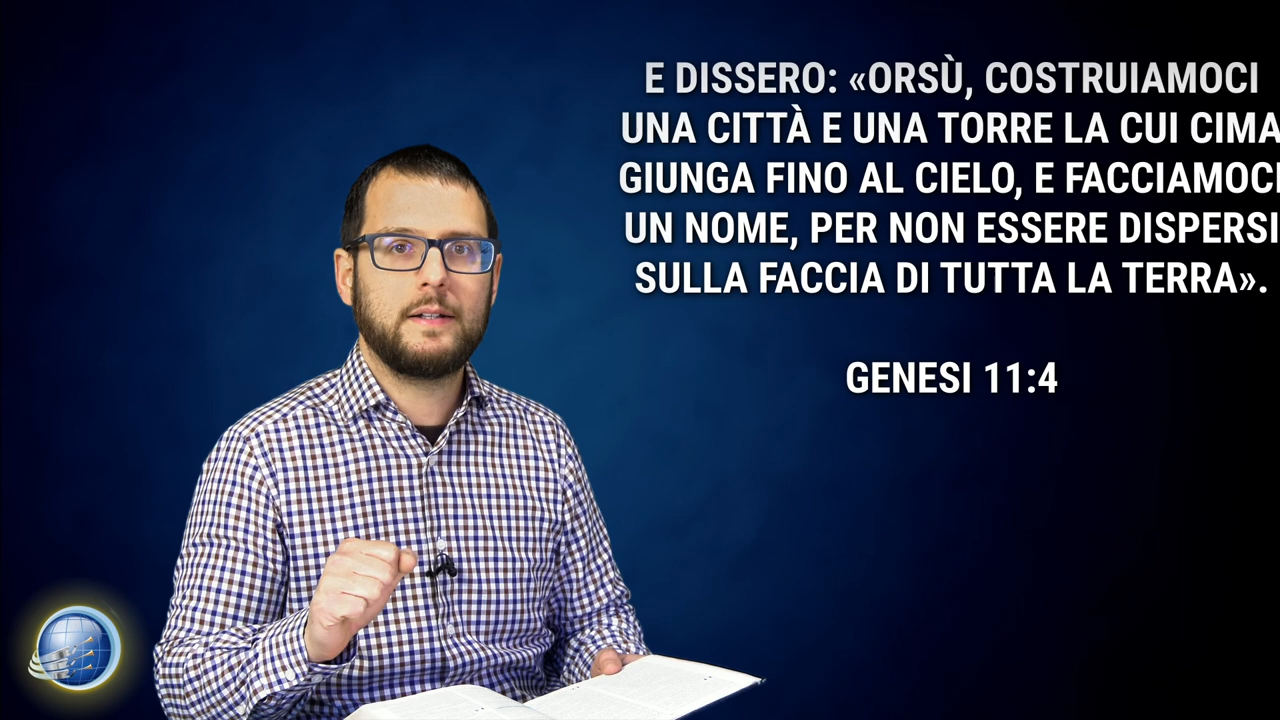 E DISSERO: «ORSÙ, COSTRUIAMOCI
UNA CITTÀ E UNA TORRE LA CUI CIMA
GIUNGA FINO AL CIELO, E FACCIAMOCI
UN NOME, PER NON ESSERE DISPERSI
SULLA FACCIA DI TUTTA LA TERRA».
GENESI 11:4